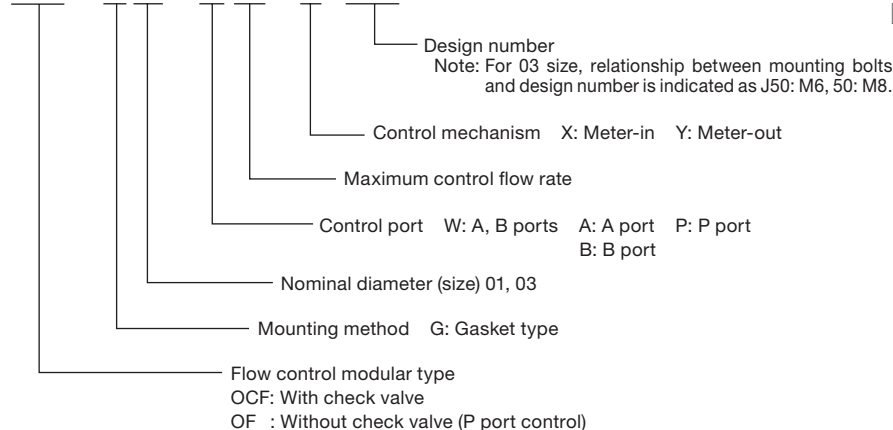 Design number
Note: For 03 size, relationship between mounting bolts
and design number is indicated as J50: M6, 50: M8.
Control mechanism X: Meter-in Y: Meter-out
Maximum control flow rate
Control port W: A, B ports A: A port P: P port
B: B port
Nominal diameter (size) 01, 03
Mounting method G: Gasket type
Flow control modular type
OCF: With check valve
OF : Without check valve (P port control)